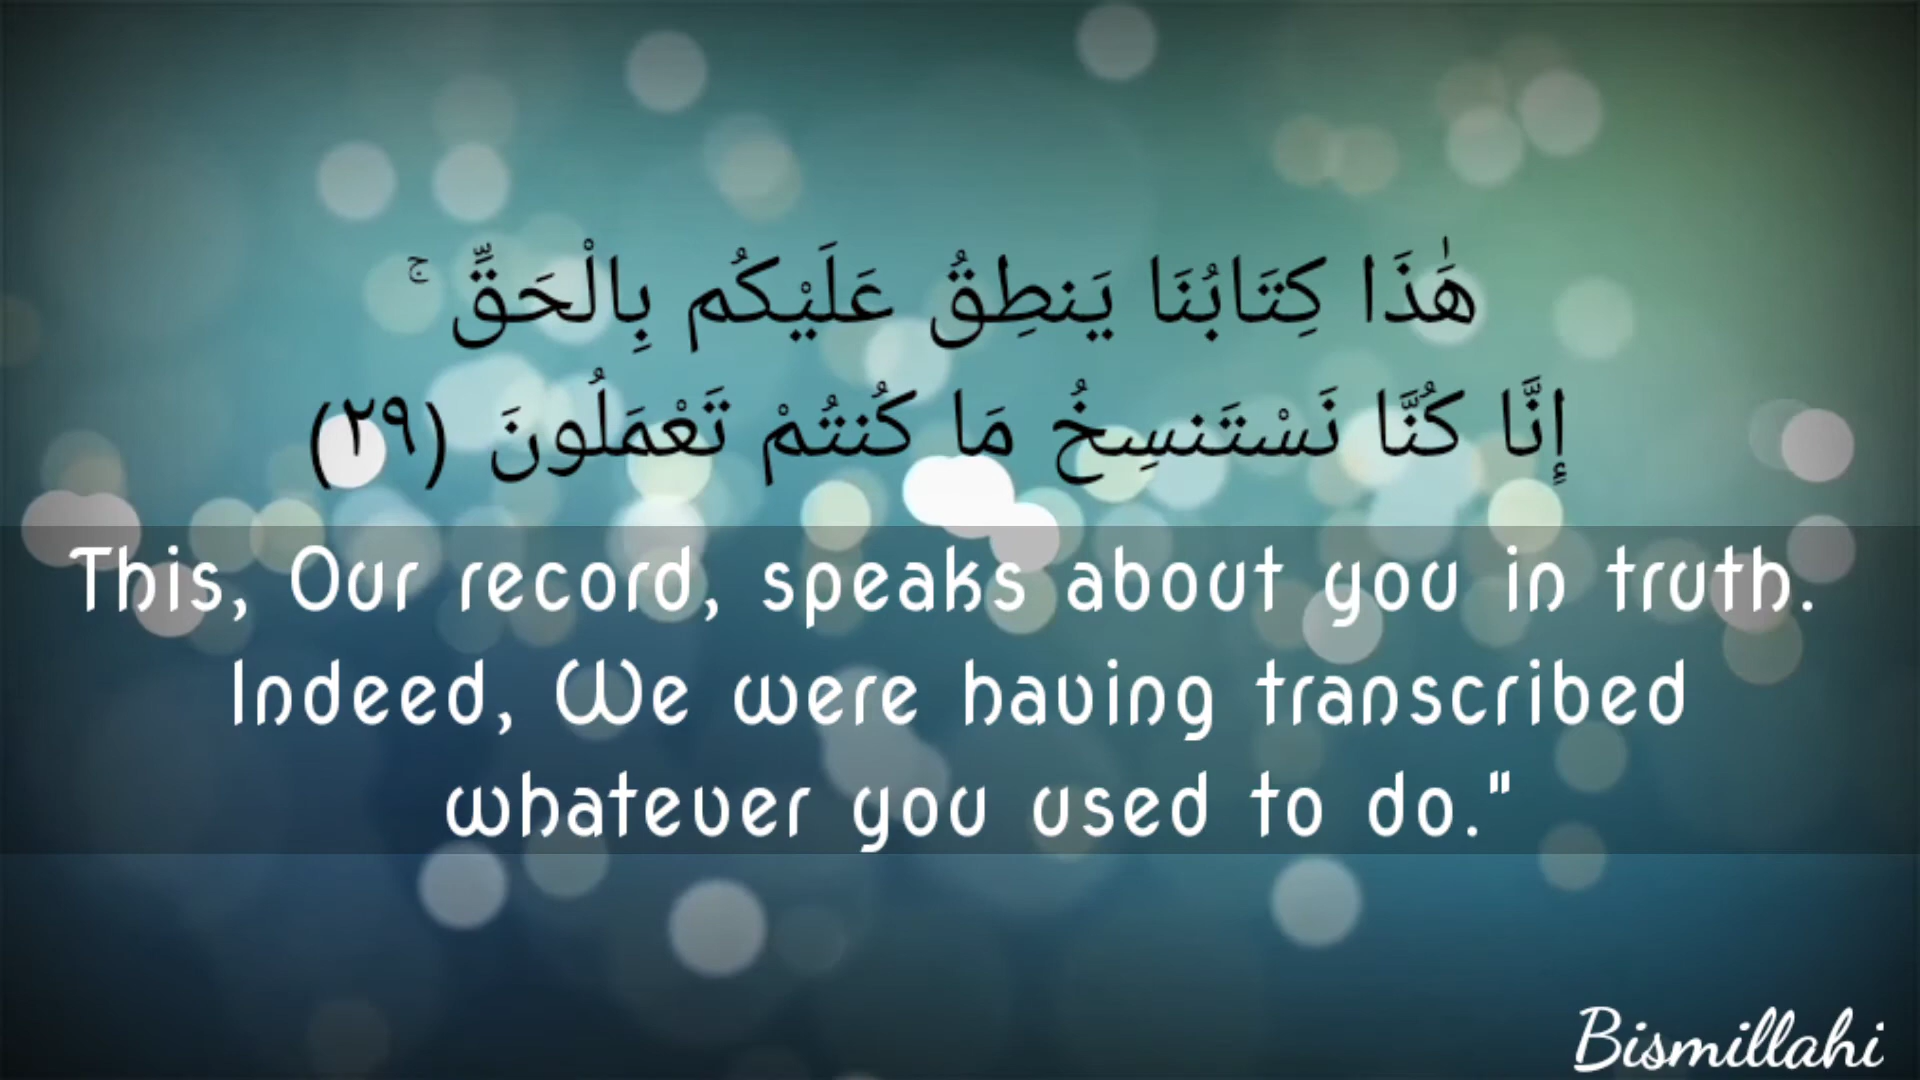 هَٰذَا كِتَابُنَا يَنطِقُ عَلَيْكُم بِالْحَقِّ ۚ
إِنَّا كُنَّا نَسْتَنسِخُ مَا كُنتُمْ تَعْمَلُونَ (٢٩)
This, Our record, speaks about you in truth.
Indeed, We were having transcribed
whatever you used to do."
Bismillahi